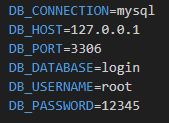 DB_CONNECTION=mysql
DB_HOST=127.0.0.1
DB_PORT=3306
DB_DATABASE=login
DB_USERNAME=root
DB_PASSWORD=12345